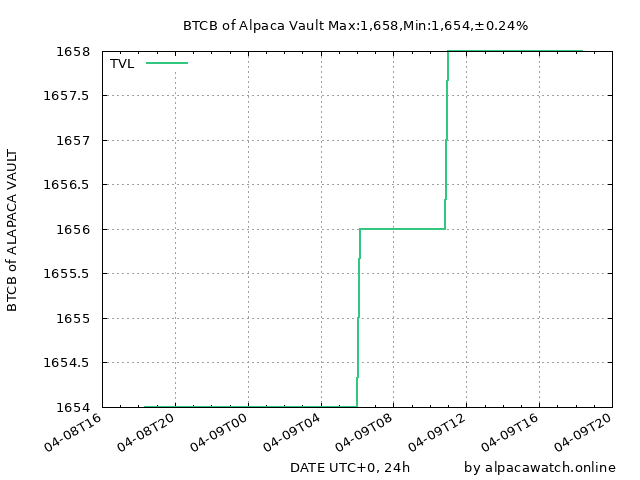 BTCB of Alpaca Vault Max:1,658,Min:1,654,±0.24%
TVL
BTCB of ALAPACA VAULT
1658
1657.5
1657
1656.5
1656
1655.5
1655
1654.5
1654
04-08T16
04-08T20
04-09T00
04-09T04
04-09T08
04-09T12
04-09T16
04-09T20
DATE UTC+0, 24h
by alpacawatch.online